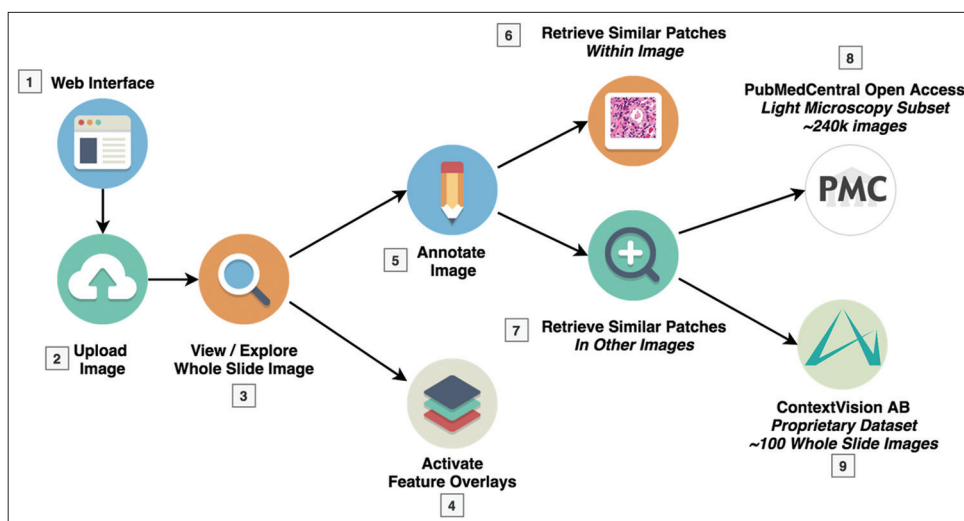 1 Web Interface
2 Upload
Image
View / Explore
Whole Slide Image
3
Activate
Feature Overlays
4
5 Annotate
Image
6 Retrieve Similar Patches
Within Image
7 Retrieve Similar Patches
In Other Images
8
PubMedCentral Open Access
Light Microscopy Subset
~240k images
PMC
ContextVision AB
Proprietary Dataset
~100 Whole Slide Images
9